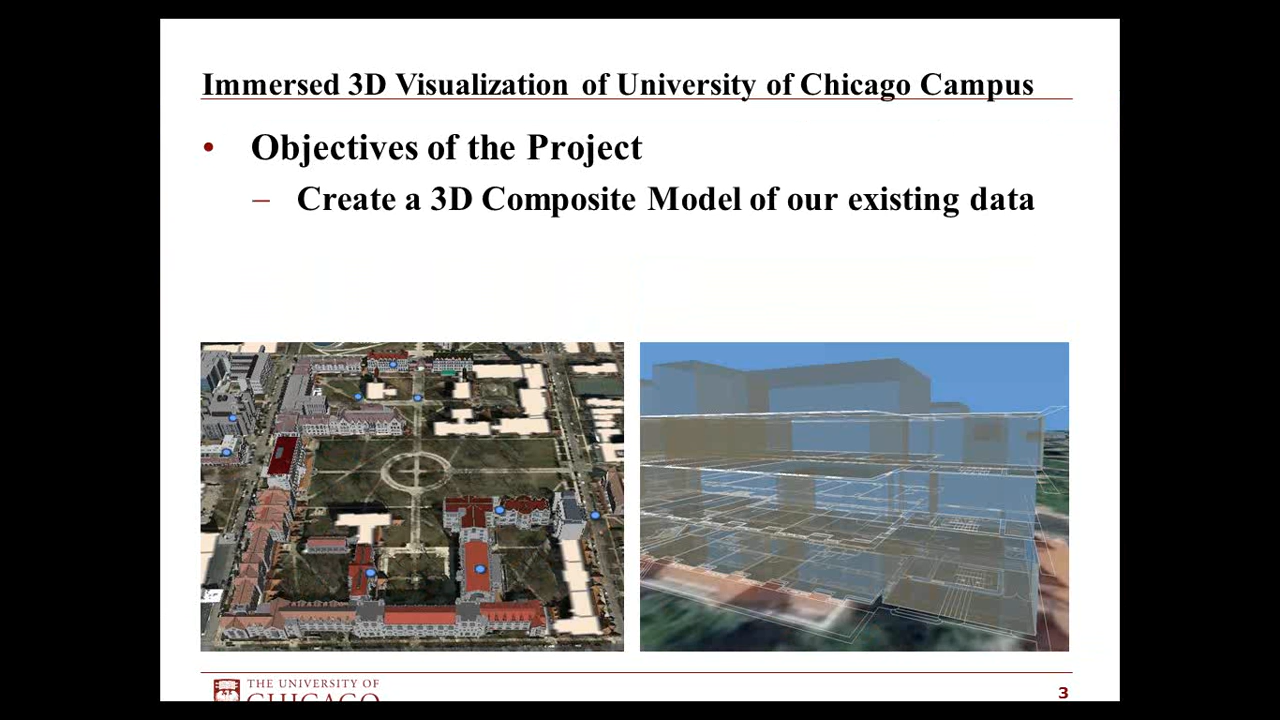 Immersed 3D Visualization of University of Chicago Campus
• Objectives of the Project
– Create a 3D Composite Model of our existing data
THE UNIVERSITY OF
CHICAGO
3